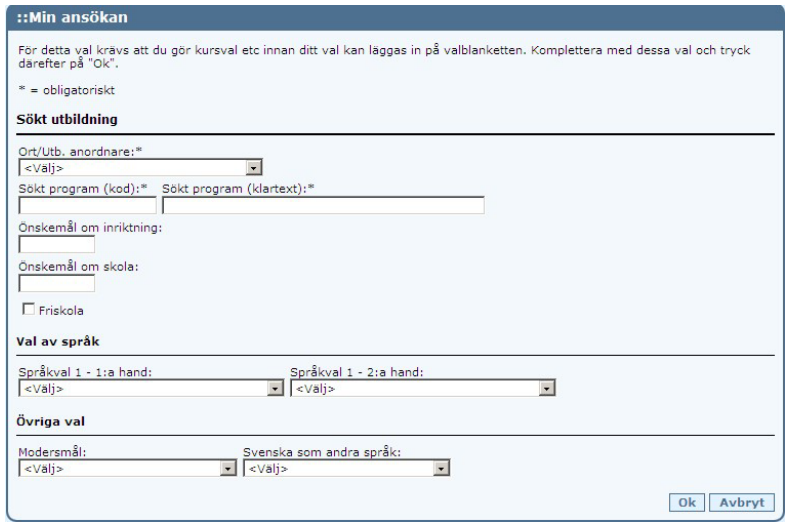 ::Min ansökan
För detta val krävs att du gör kursval etc innan ditt val kan läggas in på valblanketten. Komplettera med dessa val och tryck
därefter på "Ok".
* = obligatoriskt
Sökt utbildning
Ort/Utb. anordnare:*
<Välj>
Sökt program (kod):* Sökt program (klartext):*
Önskemål om inriktning:
Önskemål om skola:
Friskola
Val av språk
Språkval 1 - 1:a hand: Språkval 1 - 2:a hand:
<Välj> <Välj>
Övriga val
Modersmål: Svenska som andra språk:
<Välj> <Välj>
Ok Avbryt